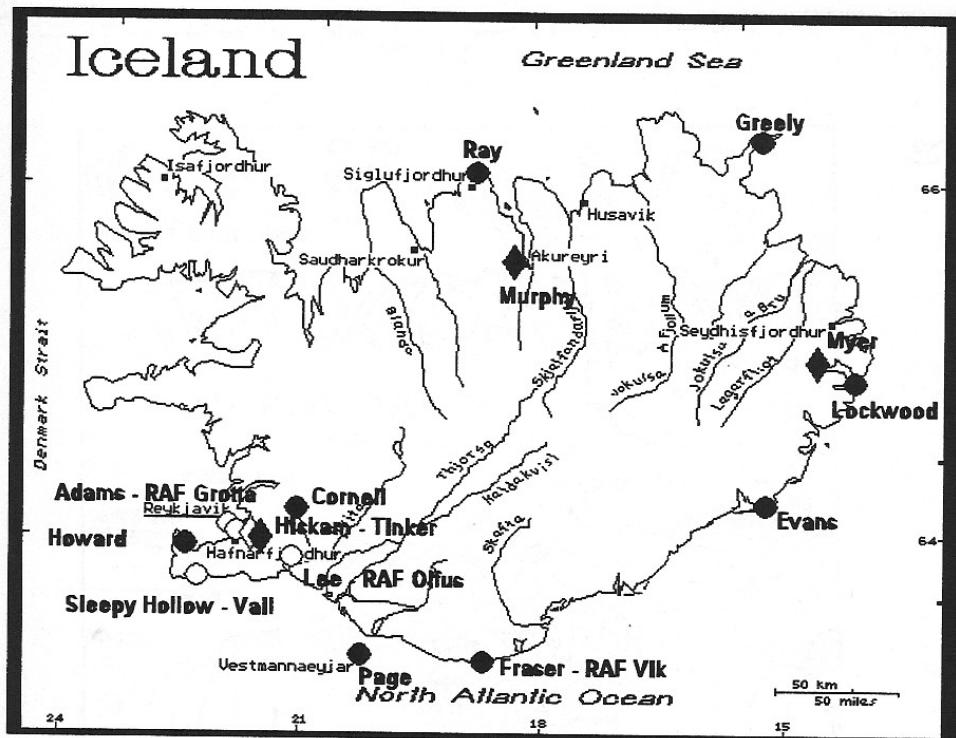 Iceland
Greenland Sea
Greely
Ray
Isafjordhur
Siglufjordhur
66
Husavik
Saudharkrokur
Akureyri
Murphy
Blanda
Skjalfandafl
A Fjollum
Jokulsa
Jokulsa
a Bru
Lagarfljot
Seydhisfjordhur
Myer
Lockwood
Denmark Strait
Thjorsa
Kaldakvisl
Skafta
Adams - RAF Grotta
Reykjavik
Cornell
Hickam - Tinker
Howard
Hafnarfjordhur
Evans
64
Lee - RAF Olfus
Sleepy Hollow - Vall
Vestmannaeyjar
Page
Fraser - RAF Vik
North Atlantic Ocean
50 km
50 miles
24
21
18
15